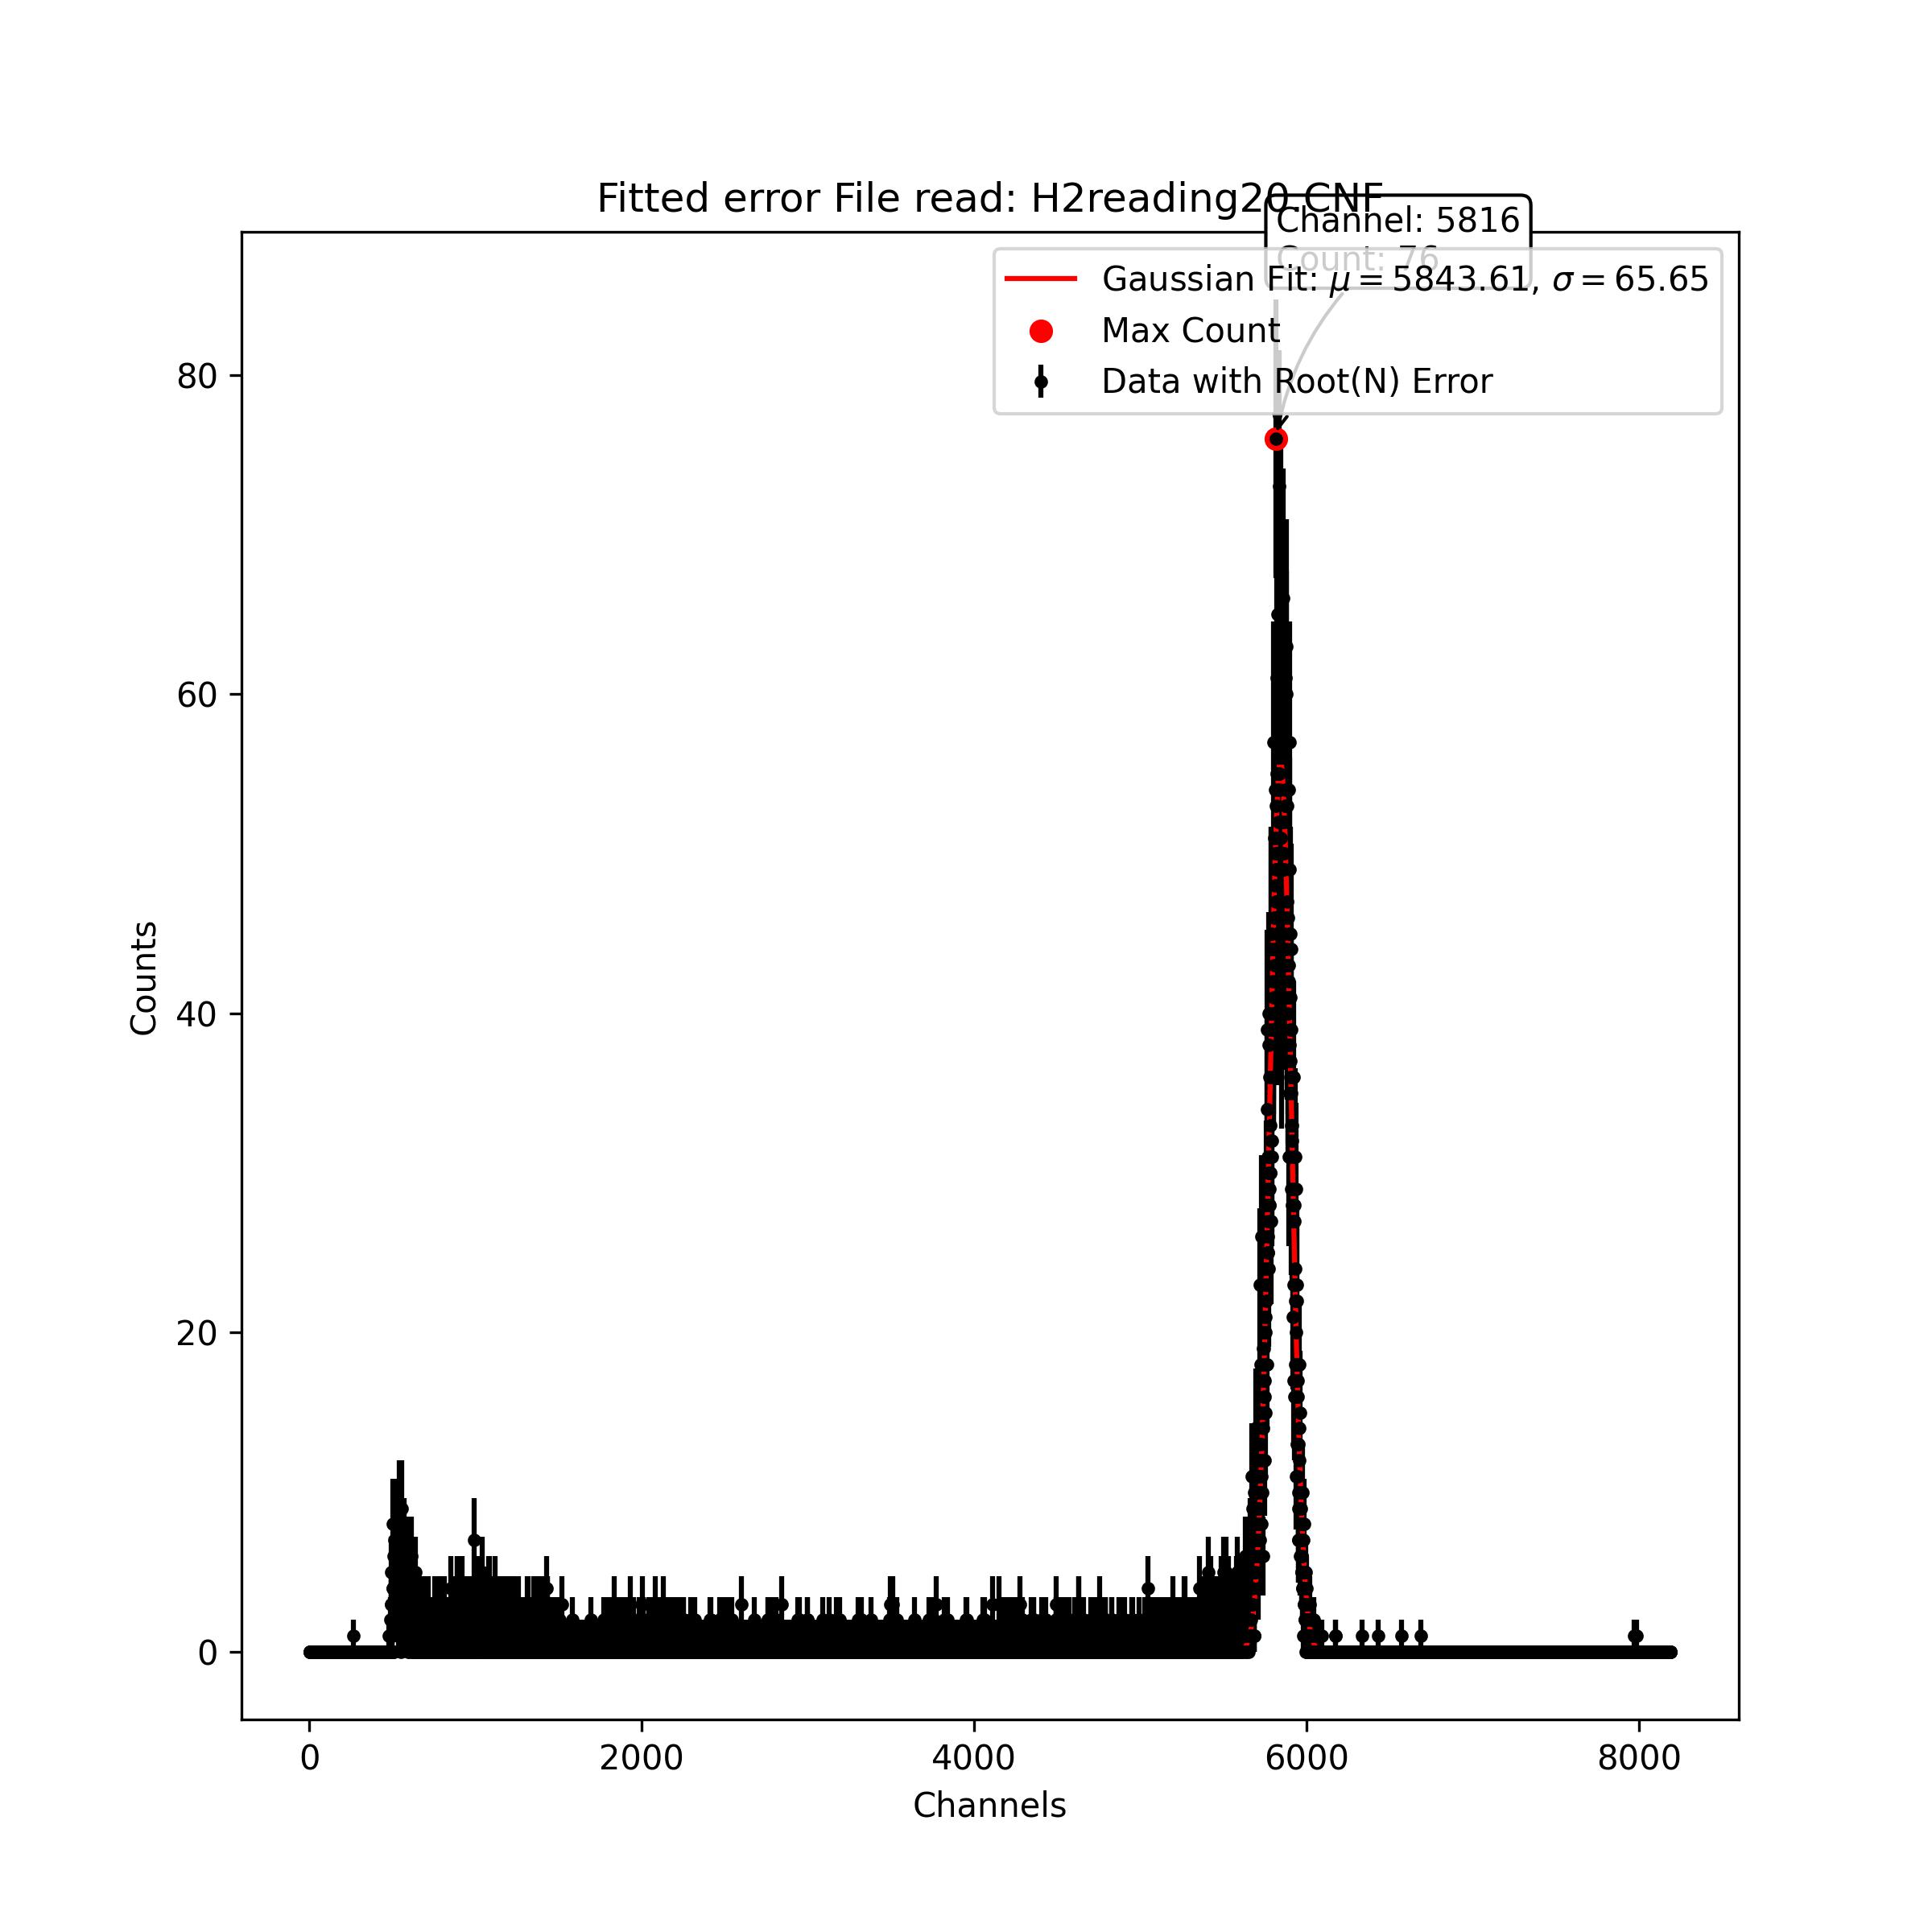 Fitted error File read: H2reading20.CNF
Channel: 5816
Count: 76
Gaussian Fit: μ = 5843.61, σ = 65.65
Max Count
Data with Root(N) Error
80
60
40
20
0
Counts
0 2000 4000 6000 8000
Channels